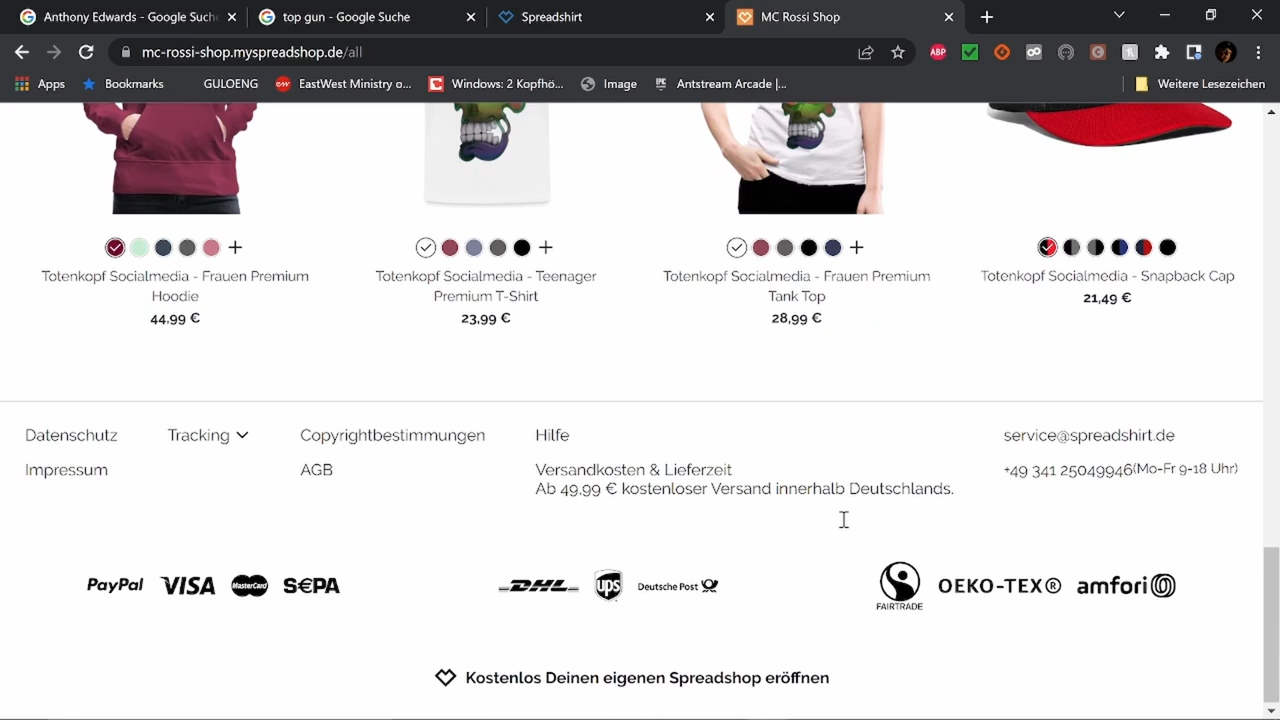 Anthony Edwards - Google Suche
top gun - Google Suche
Spreadshirt
MC Rossi Shop
mc-rossi-shop.myspreadshop.de/all
ABP
Apps
Bookmarks
GULOENG
EastWest Ministry o...
Windows: 2 Kopfhö...
Image
Antstream Arcade |...
Weitere Lesezeichen
Totenkopf Socialmedia - Frauen Premium
Hoodie
44,99 €
Totenkopf Socialmedia - Teenager
Premium T-Shirt
23,99 €
Totenkopf Socialmedia - Frauen Premium
Tank Top
28,99 €
Totenkopf Socialmedia - Snapback Cap
21,49 €
Datenschutz
Tracking
Copyrightbestimmungen
Hilfe
service@spreadshirt.de
Impressum
AGB
Versandkosten & Lieferzeit
Ab 49.99 € kostenloser Versand innerhalb Deutschlands.
+49 341 25049946(Mo-Fr 9-18 Uhr)
PayPal VISA MasterCard S€PA
DHL ups Deutsche Post
FAIRTRADE
OEKO-TEX® amfori
Kostenlos Deinen eigenen Spreadshop eröffnen